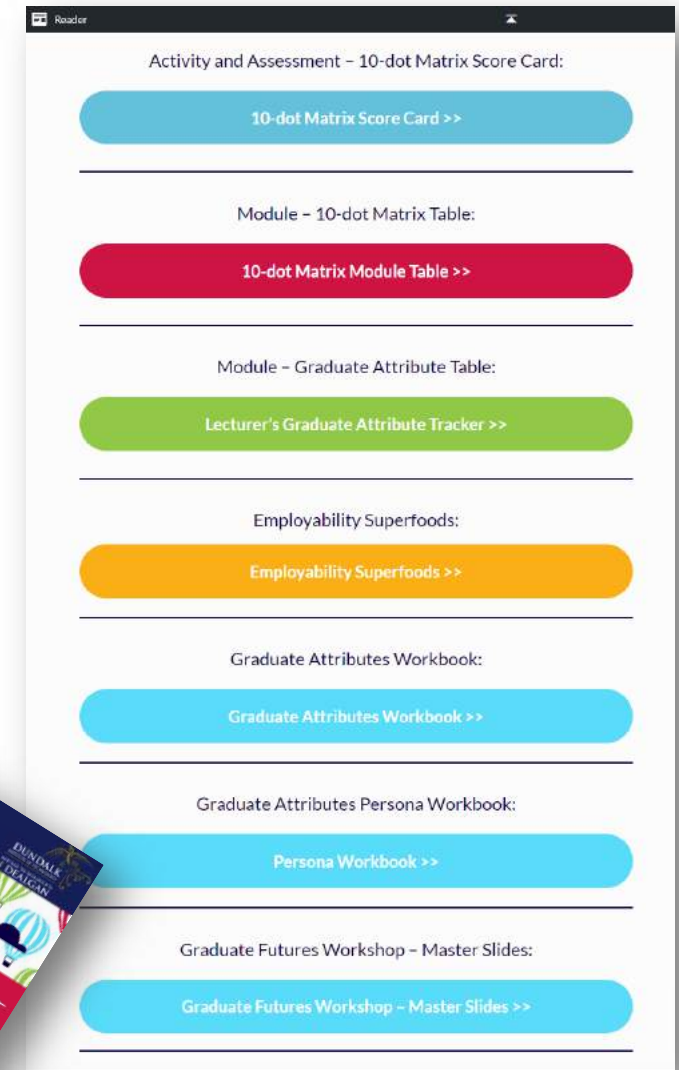 Reader
Activity and Assessment – 10-dot Matrix Score Card:
10-dot Matrix Score Card >>
Module – 10-dot Matrix Table:
10-dot Matrix Module Table >>
Module – Graduate Attribute Table:
Lecturer's Graduate Attribute Tracker >>
Employability Superfoods:
Employability Superfoods >>
Graduate Attributes Workbook:
Graduate Attributes Workbook >>
Graduate Attributes Persona Workbook:
Persona Workbook >>
DUNDALK
Graduate Futures Workshop – Master Slides:
Graduate Futures Workshop – Master Slides >>